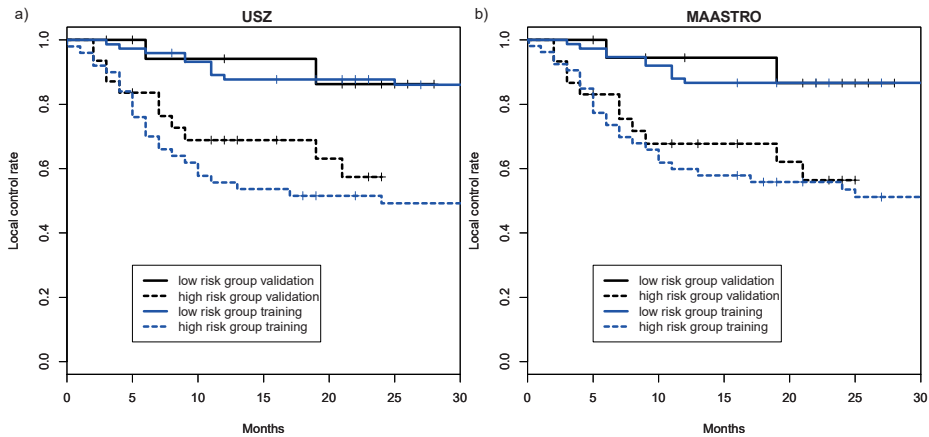 a)
USZ
Local control rate
1.0
0.8
0.6
0.4
0.2
0.0
low risk group validation
high risk group validation
low risk group training
high risk group training
0 5 10 15 20 25 30
Months
b)
MAASTRO
Local control rate
1.0
0.8
0.6
0.4
0.2
0.0
low risk group validation
high risk group validation
low risk group training
high risk group training
0 5 10 15 20 25 30
Months